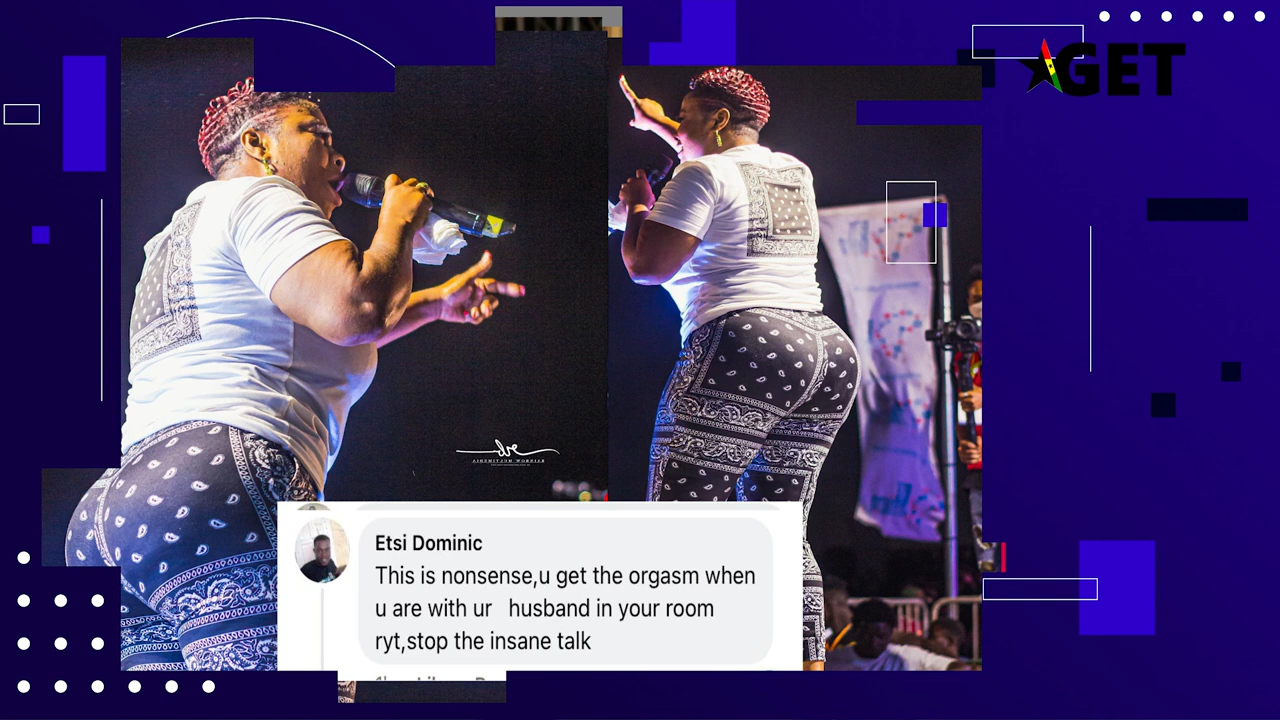 GET
Etsi Dominic
This is nonsense,u get the orgasm when
u are with ur husband in your room
ryt,stop the insane talk